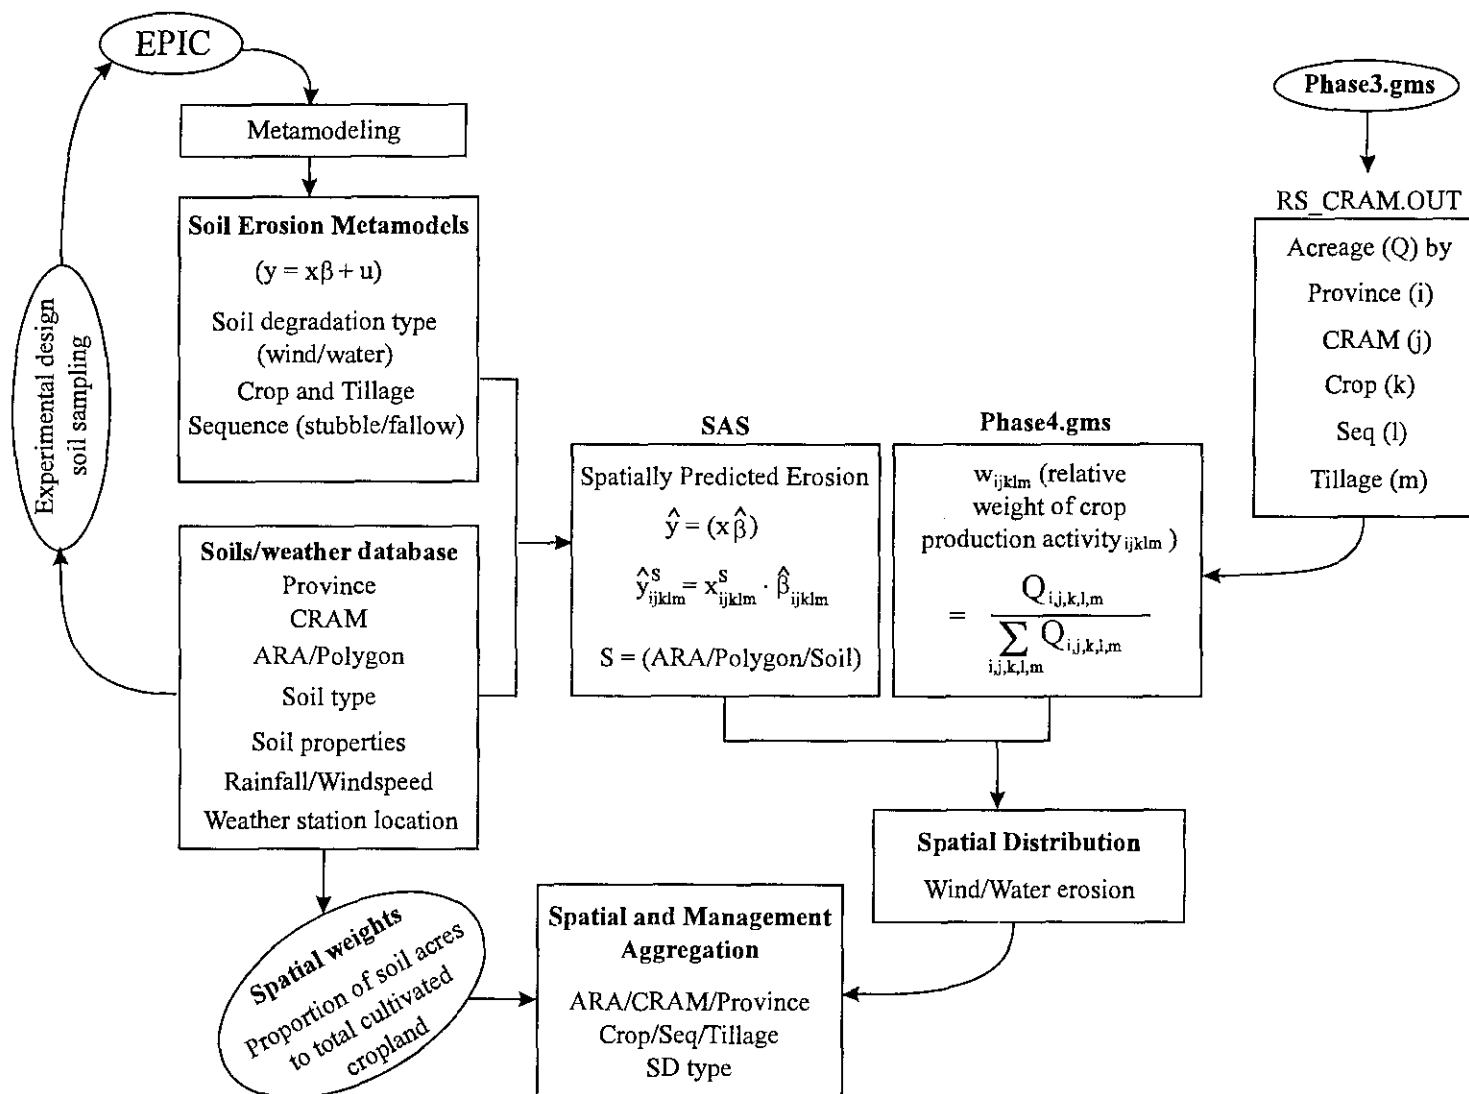 EPIC
Metamodeling
Soil Erosion Metamodels
(y = xβ + u)
Soil degradation type
(wind/water)
Crop and Tillage
Sequence (stubble/fallow)
Experimental design
soil sampling
Soils/weather database
Province
CRAM
ARA/Polygon
Soil type
Soil properties
Rainfall/Windspeed
Weather station location
Spatial weights
Proportion of soil acres
to total cultivated
cropland
SAS
Spatially Predicted Erosion
ŷ = (xβ̂)
ŷ^S_ijklm = x^S_ijklm · β̂_ijklm
S = (ARA/Polygon/Soil)
Phase4.gms
w_ijklm (relative
weight of crop
production activity_ijklm )
= Q_i,j,k,l,m / ∑_i,j,k,l,m Q_i,j,k,l,m
Phase3.gms
RS_CRAM.OUT
Acreage (Q) by
Province (i)
CRAM (j)
Crop (k)
Seq (l)
Tillage (m)
Spatial Distribution
Wind/Water erosion
Spatial and Management
Aggregation
ARA/CRAM/Province
Crop/Seq/Tillage
SD type